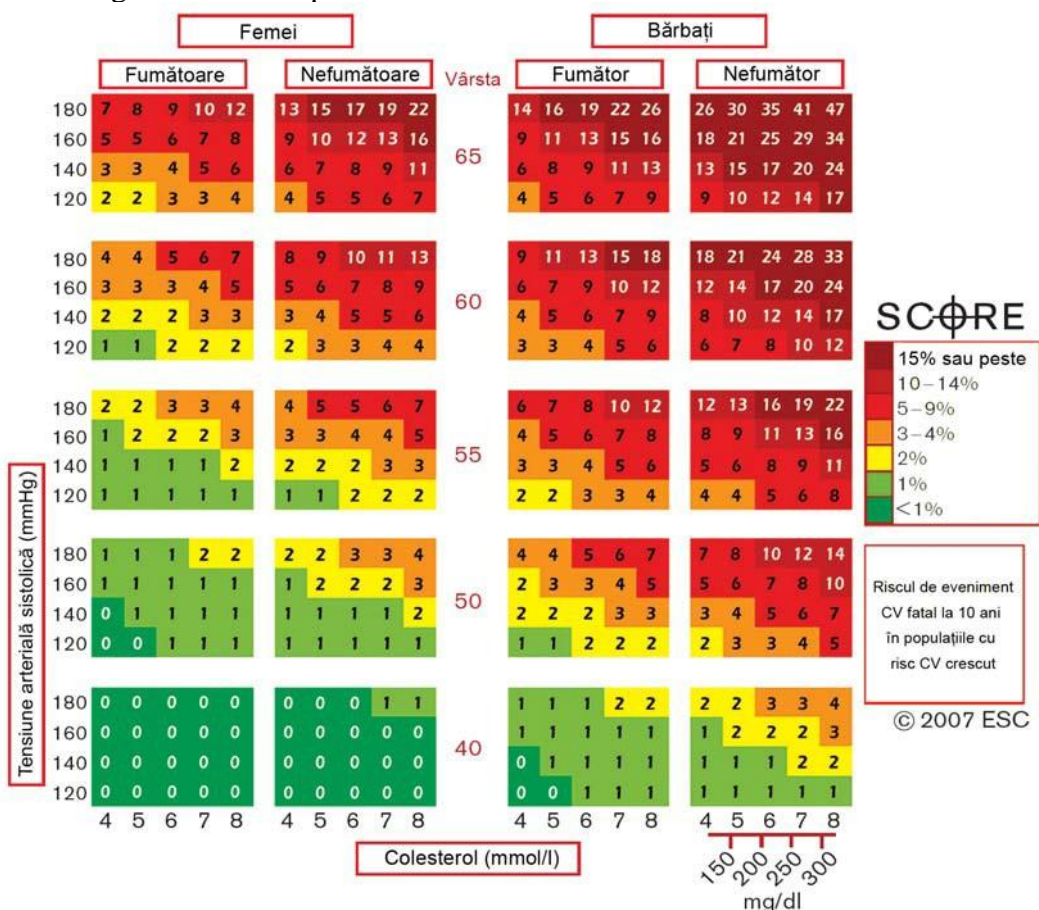 Femei
Bărbați
Fumătoare
Nefumătoare
Vârsta
Fumător
Nefumător
180 7 8 9 10 12 13 15 17 19 22 14 16 19 22 26 26 30 35 41 47
160 5 5 6 7 8 9 10 12 13 16 9 11 13 15 16 18 21 25 29 34
65
140 3 3 4 5 6 6 7 8 9 11 6 8 9 11 13 13 15 17 20 24
120 2 2 3 3 4 4 5 5 6 7 4 5 6 7 9 9 10 12 14 17
180 4 4 5 6 7 8 9 10 11 13 9 11 13 15 18 18 21 24 28 33
160 3 3 3 4 5 5 6 7 8 9 6 7 9 10 12 12 14 17 20 24
60
140 2 2 2 3 3 3 4 5 5 6 4 5 6 7 9 8 10 12 14 17
120 1 1 2 2 2 2 3 3 4 4 3 3 4 5 6 6 7 8 10 12
180 2 2 3 3 4 4 5 5 6 7 6 7 8 10 12 12 13 16 19 22
160 1 2 2 2 3 3 3 4 4 5 4 5 6 7 8 8 9 11 13 16
55
140 1 1 1 1 2 2 2 2 3 3 3 3 4 5 6 5 6 8 9 11
120 1 1 1 1 1 1 1 2 2 2 2 2 3 3 4 4 4 5 6 8
180 1 1 1 2 2 2 2 3 3 4 4 4 5 6 7 7 8 10 12 14
160 1 1 1 1 1 1 2 2 2 3 2 3 3 4 5 5 6 7 8 10
50
140 0 1 1 1 1 1 1 1 1 2 2 2 2 3 3 3 4 5 6 7
120 0 0 1 1 1 1 1 1 1 1 1 1 2 2 2 2 3 3 4 5
180 0 0 0 0 0 0 0 0 1 1 1 1 1 2 2 2 2 3 3 4
160 0 0 0 0 0 0 0 0 0 0 1 1 1 1 1 1 2 2 2 3
40
140 0 0 0 0 0 0 0 0 0 0 0 1 1 1 1 1 1 1 2 2
120 0 0 0 0 0 0 0 0 0 0 0 0 1 1 1 1 1 1 1 1
4 5 6 7 8 4 5 6 7 8 4 5 6 7 8 4 5 6 7 8
Tensiune arterială sistolică (mmHg)
Colesterol (mmol/l)
150 200 250 300
mg/dl
SCORE
15% sau peste
10–14%
5–9%
3–4%
2%
1%
<1%
Riscul de eveniment
CV fatal la 10 ani
în populațiile cu
risc CV crescut
© 2007 ESC